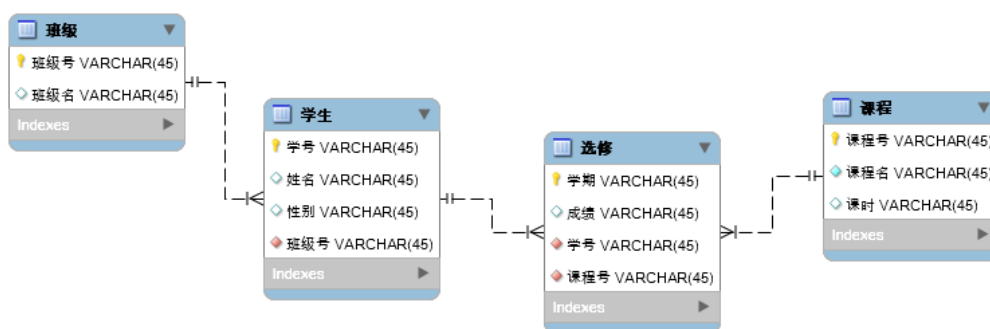 班级
班级号 VARCHAR(45)
班级名 VARCHAR(45)
Indexes
学生
学号 VARCHAR(45)
姓名 VARCHAR(45)
性别 VARCHAR(45)
班级号 VARCHAR(45)
Indexes
选修
学期 VARCHAR(45)
成绩 VARCHAR(45)
学号 VARCHAR(45)
课程号 VARCHAR(45)
Indexes
课程
课程号 VARCHAR(45)
课程名 VARCHAR(45)
课时 VARCHAR(45)
Indexes